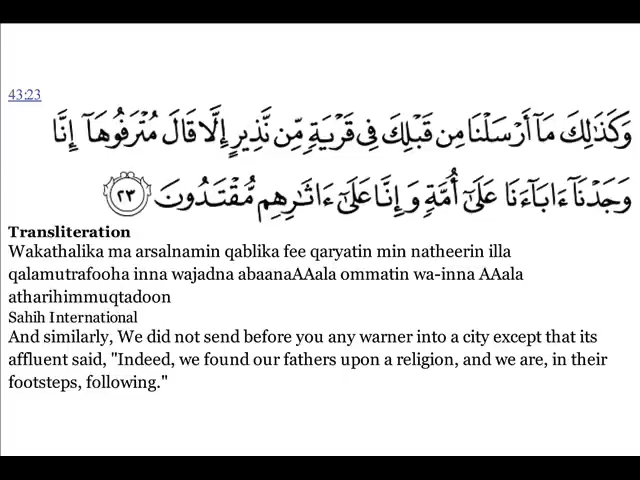 43:23
وَكَذَٰلِكَ مَآ أَرْسَلْنَا مِن قَبْلِكَ فِى قَرْيَةٍ مِّن نَّذِيرٍ إِلَّا قَالَ مُتْرَفُوهَآ إِنَّا
وَجَدْنَآ ءَابَآءَنَا عَلَىٰٓ أُمَّةٍ وَإِنَّا عَلَىٰٓ ءَاثَٰرِهِم مُّقْتَدُونَ ٢٣
Transliteration
Wakathalika ma arsalnamin qablika fee qaryatin min natheerin illa
qalamutrafooha inna wajadna abaanaAAala ommatin wa-inna AAala
atharihimmuqtadoon
Sahih International
And similarly, We did not send before you any warner into a city except that its
affluent said, "Indeed, we found our fathers upon a religion, and we are, in their
footsteps, following."